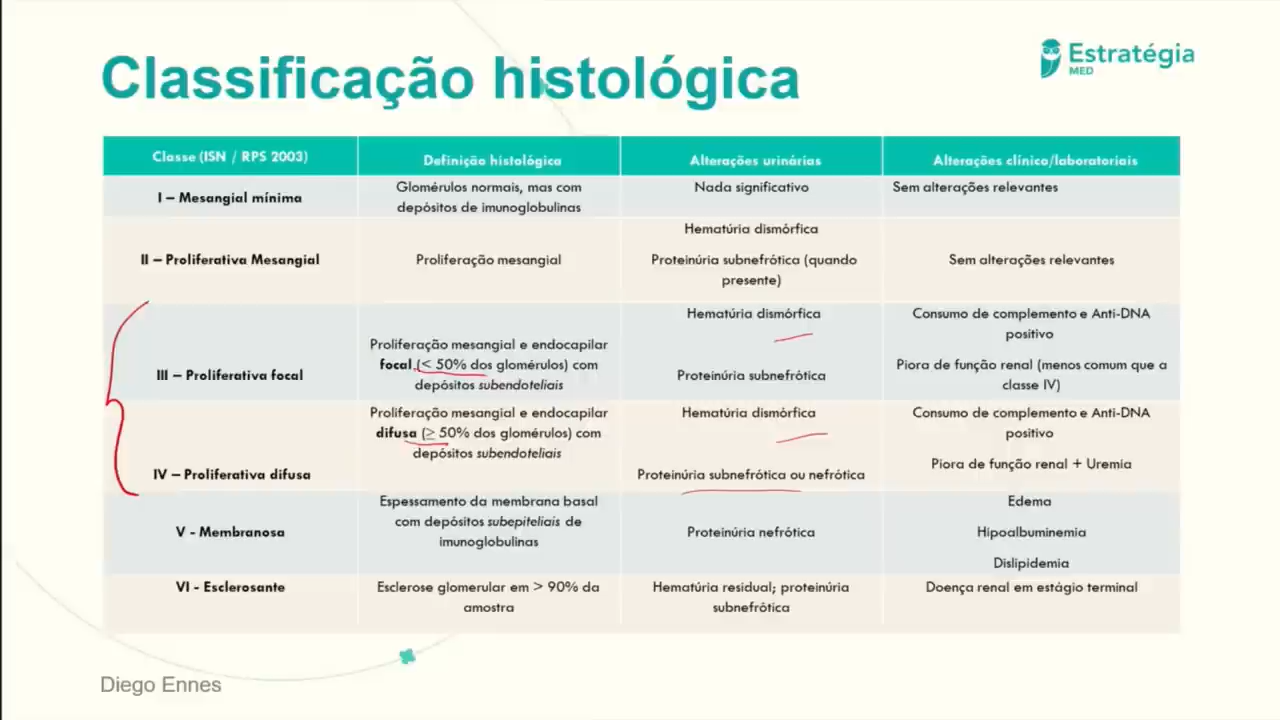 Classificação histológica
Estratégia
MED
Classe (ISN / RPS 2003)
Definição histológica
Alterações urinárias
Alterações clínico/laboratoriais
I – Mesangial mínima
Glomérulos normais, mas com
depósitos de imunoglobulinas
Nada significativo
Sem alterações relevantes
II – Proliferativa Mesangial
Proliferação mesangial
Hematúria dismórfica
Proteinúria subnefrótica (quando
presente)
Sem alterações relevantes
III – Proliferativa focal
Proliferação mesangial e endocapilar
focal (< 50% dos glomérulos) com
depósitos subendoteliais
Hematúria dismórfica
Proteinúria subnefrótica
Consumo de complemento e Anti-DNA
positivo
Piora de função renal (menos comum que a
classe IV)
IV – Proliferativa difusa
Proliferação mesangial e endocapilar
difusa (≥ 50% dos glomérulos) com
depósitos subendoteliais
Hematúria dismórfica
Proteinúria subnefrótica ou nefrótica
Consumo de complemento e Anti-DNA
positivo
Piora de função renal + Uremia
V - Membranosa
Espessamento da membrana basal
com depósitos subepiteliais de
imunoglobulinas
Proteinúria nefrótica
Edema
Hipoalbuminemia
Dislipidemia
VI - Esclerosante
Esclerose glomerular em > 90% da
amostra
Hematúria residual; proteinúria
subnefrótica
Doença renal em estágio terminal
Diego Ennes